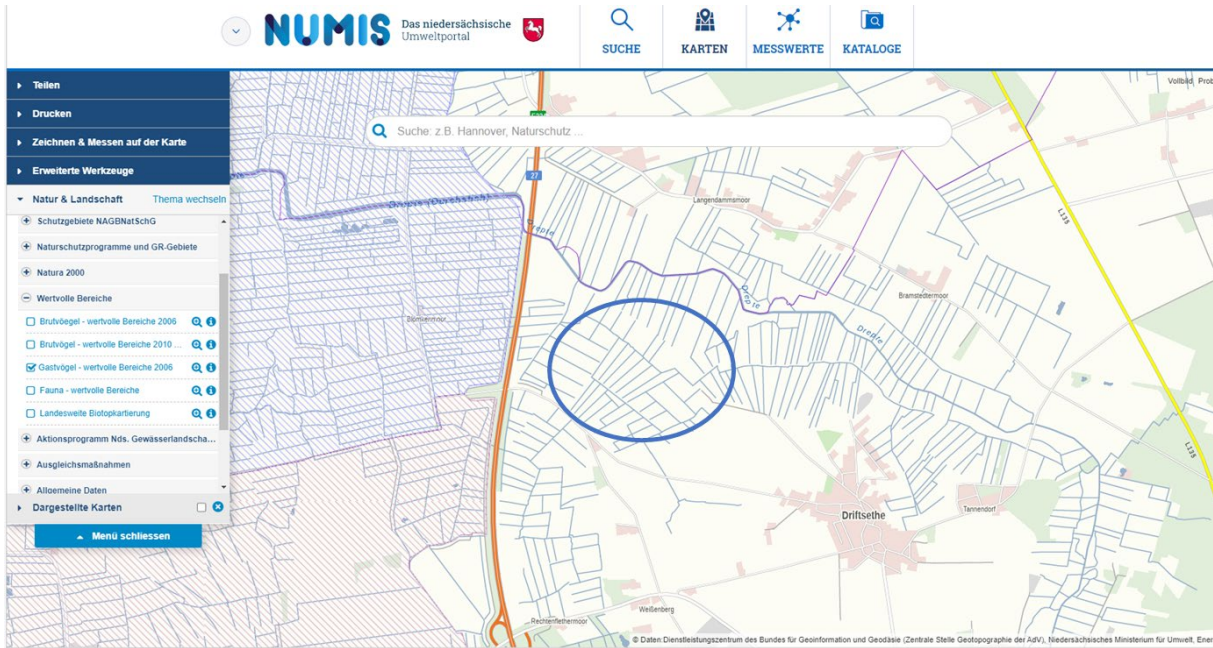 NUMIS
Das niedersächsische
Umweltportal
SUCHE
KARTEN
MESSWERTE
KATALOGE
Teilen
Drucken
Zeichnen & Messen auf der Karte
Erweiterte Werkzeuge
Natur & Landschaft
Thema wechseln
Schutzgebiete NAGBNatSchG
Naturschutzprogramme und GR-Gebiete
Natura 2000
Wertvolle Bereiche
Brutvöegel - wertvolle Bereiche 2006
Brutvögel - wertvolle Bereiche 2010 ...
Gastvögel - wertvolle Bereiche 2006
Fauna - wertvolle Bereiche
Landesweite Biotopkartierung
Aktionsprogramm Nds. Gewässerlandscha...
Ausgleichsmaßnahmen
Allgemeine Daten
Dargestellte Karten
Menü schliessen
Suche: z.B. Hannover, Naturschutz ...
Vollbild Prob
27
Langendammsmoor
L135
Drepte
Drepte
Bramstedtermoor
Drepte
L135
Driftsethe
Tannendorf
Weißenberg
Rechtenflethermoor
© Daten: Dienstleistungszentrum des Bundes für Geoinformation und Geodäsie (Zentrale Stelle Geotopographie der AdV), Niedersächsisches Ministerium für Umwelt, Ener